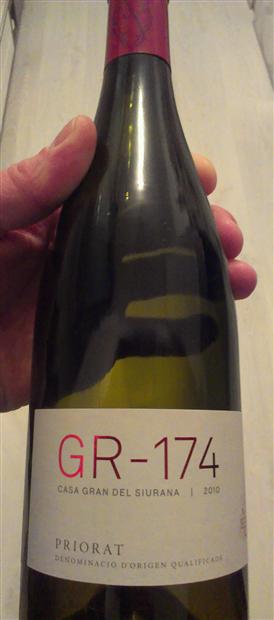 GR-174
CASA GRAN DEL SIURANA | 2010
PRIORAT
DENOMINACIÓ D'ORIGEN QUALIFICADA